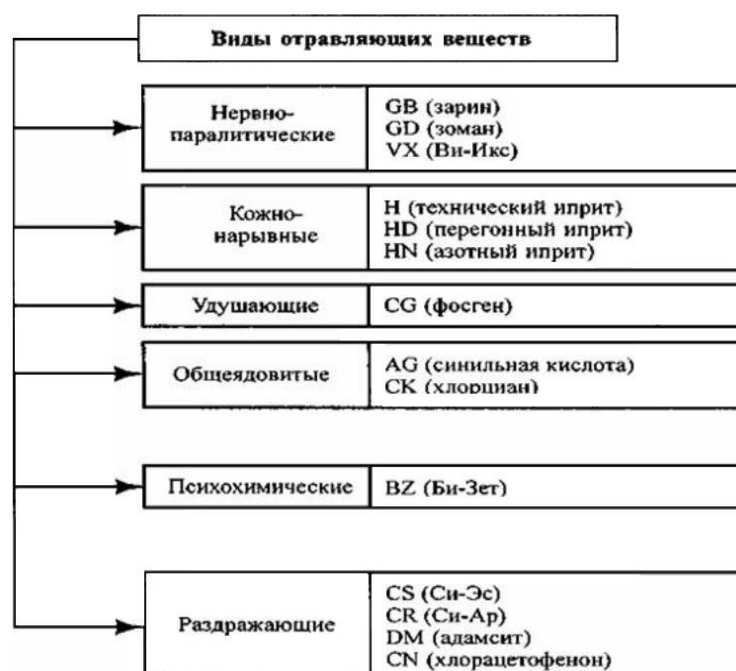 Виды отравляющих веществ
Нервно-
паралитические
GB (зарин)
GD (зоман)
VX (Ви-Икс)
Кожно-
нарывные
H (технический иприт)
HD (перегонный иприт)
HN (азотный иприт)
Удушающие
CG (фосген)
Общеядовитые
AG (синильная кислота)
CK (хлорциан)
Психохимические
BZ (Би-Зет)
Раздражающие
CS (Си-Эс)
CR (Си-Ар)
DM (адамсит)
CN (хлорацетофенон)